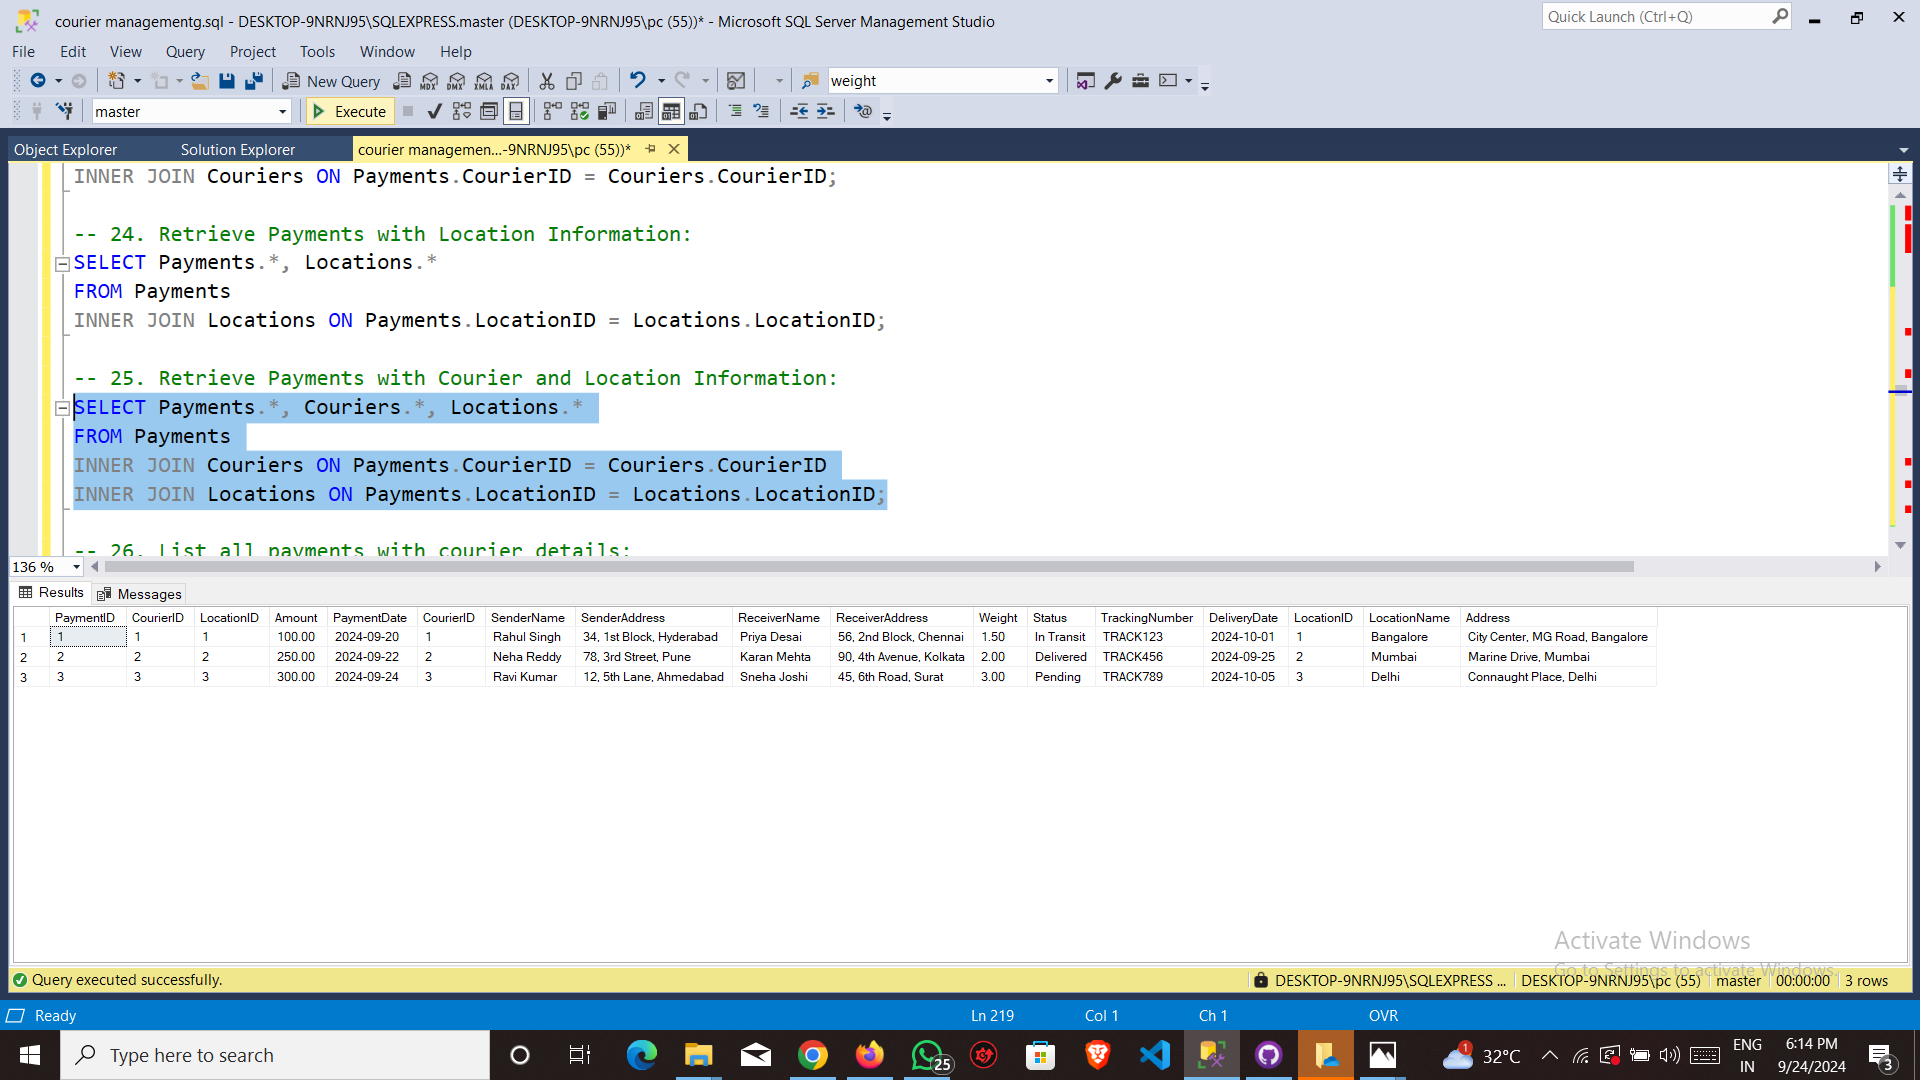 courier managementg.sql - DESKTOP-9NRNJ95\SQLEXPRESS.master (DESKTOP-9NRNJ95\pc (55))* - Microsoft SQL Server Management Studio
Quick Launch (Ctrl+Q)
File Edit View Query Project Tools Window Help
New Query MDX DMX XMLA DAX weight
master Execute
Object Explorer Solution Explorer courier managemen...-9NRNJ95\pc (55))*
INNER JOIN Couriers ON Payments.CourierID = Couriers.CourierID;
-- 24. Retrieve Payments with Location Information:
SELECT Payments.*, Locations.*
FROM Payments
INNER JOIN Locations ON Payments.LocationID = Locations.LocationID;
-- 25. Retrieve Payments with Courier and Location Information:
SELECT Payments.*, Couriers.*, Locations.*
FROM Payments
INNER JOIN Couriers ON Payments.CourierID = Couriers.CourierID
INNER JOIN Locations ON Payments.LocationID = Locations.LocationID;
-- 26. List all payments with courier details:
136 %
Results Messages
PaymentID CourierID LocationID Amount PaymentDate CourierID SenderName SenderAddress ReceiverName ReceiverAddress Weight Status TrackingNumber DeliveryDate LocationID LocationName Address
1 1 1 1 100.00 2024-09-20 1 Rahul Singh 34, 1st Block, Hyderabad Priya Desai 56, 2nd Block, Chennai 1.50 In Transit TRACK123 2024-10-01 1 Bangalore City Center, MG Road, Bangalore
2 2 2 2 250.00 2024-09-22 2 Neha Reddy 78, 3rd Street, Pune Karan Mehta 90, 4th Avenue, Kolkata 2.00 Delivered TRACK456 2024-09-25 2 Mumbai Marine Drive, Mumbai
3 3 3 3 300.00 2024-09-24 3 Ravi Kumar 12, 5th Lane, Ahmedabad Sneha Joshi 45, 6th Road, Surat 3.00 Pending TRACK789 2024-10-05 3 Delhi Connaught Place, Delhi
Activate Windows
Go to Settings to activate Windows.
Query executed successfully. DESKTOP-9NRNJ95\SQLEXPRESS ... DESKTOP-9NRNJ95\pc (55) master 00:00:00 3 rows
Ready Ln 219 Col 1 Ch 1 OVR
Type here to search 25 1 32°C ENG IN 6:14 PM 9/24/2024 3